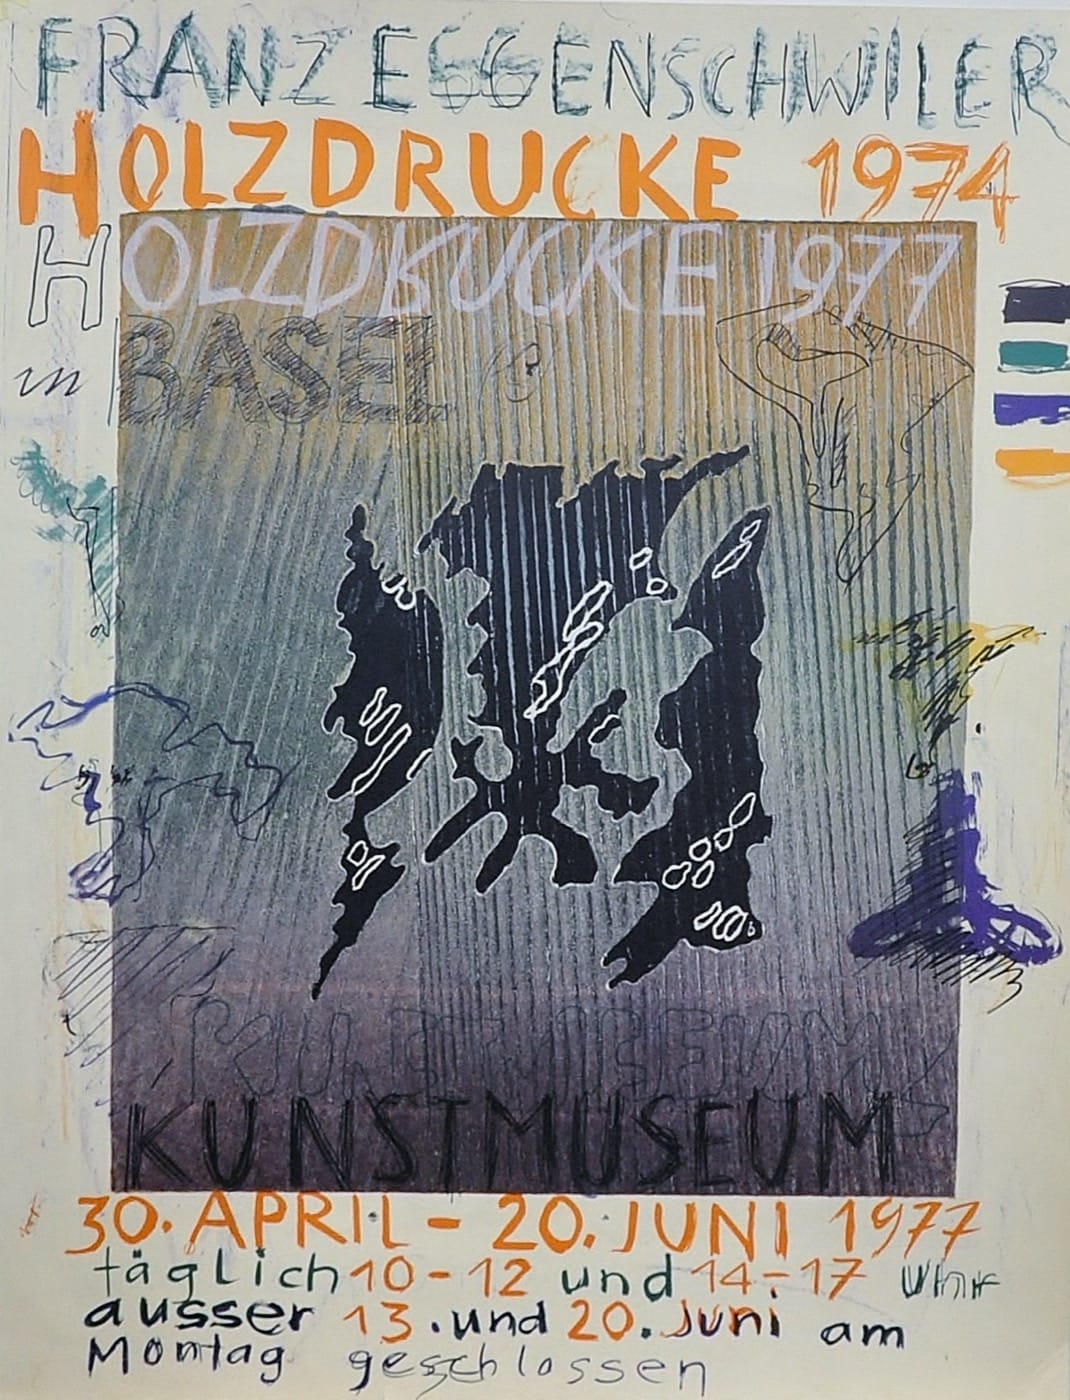 FRANZ EGGENSCHWILER
HOLZDRUCKE 1974
HOLZDRUCKE 1977
in BASEL
KUNSTMUSEUM
KUNSTMUSEUM
30. APRIL - 20. JUNI 1977
täglich 10-12 und 14-17 Uhr
ausser 13. und 20. Juni am
Montag geschlossen